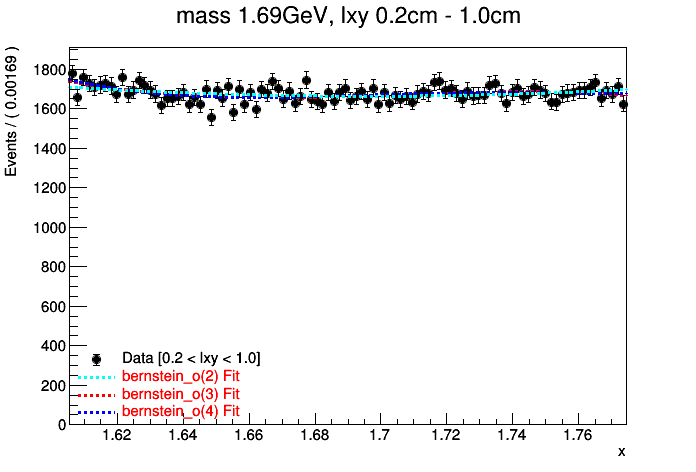 mass 1.69GeV, lxy 0.2cm - 1.0cm
Events / ( 0.00169 )
1800
1600
1400
1200
1000
800
600
400
200
0
Data [0.2 < lxy < 1.0]
bernstein_o(2) Fit
bernstein_o(3) Fit
bernstein_o(4) Fit
1.62 1.64 1.66 1.68 1.7 1.72 1.74 1.76
x